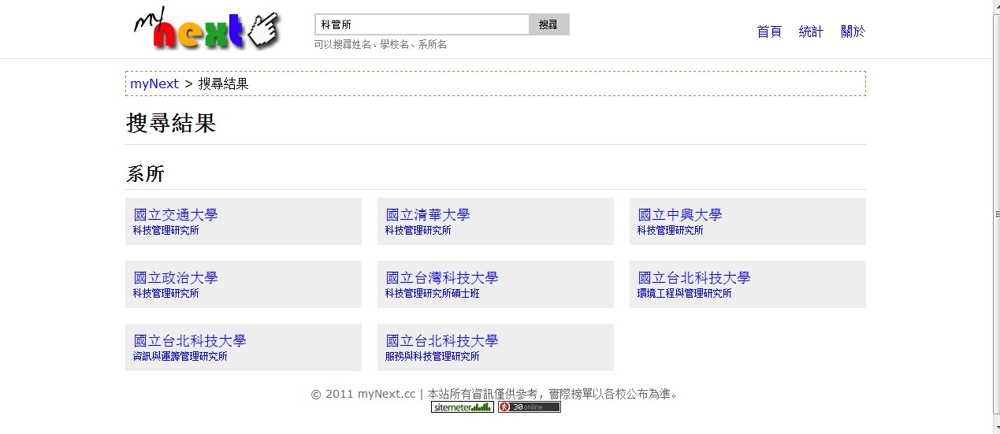 my
next
科管所
搜尋
可以搜尋姓名、學校名、系所名
首頁 統計 關於
myNext > 搜尋結果
搜尋結果
系所
國立交通大學
科技管理研究所
國立清華大學
科技管理研究所
國立中興大學
科技管理研究所
國立政治大學
科技管理研究所
國立台灣科技大學
科技管理研究所碩士班
國立台北科技大學
環境工程與管理研究所
國立台北科技大學
資訊與運籌管理研究所
國立台北科技大學
服務與科技管理研究所
© 2011 myNext.cc | 本站所有資訊僅供參考，實際榜單以各校公布為準。
sitemeter
30 online